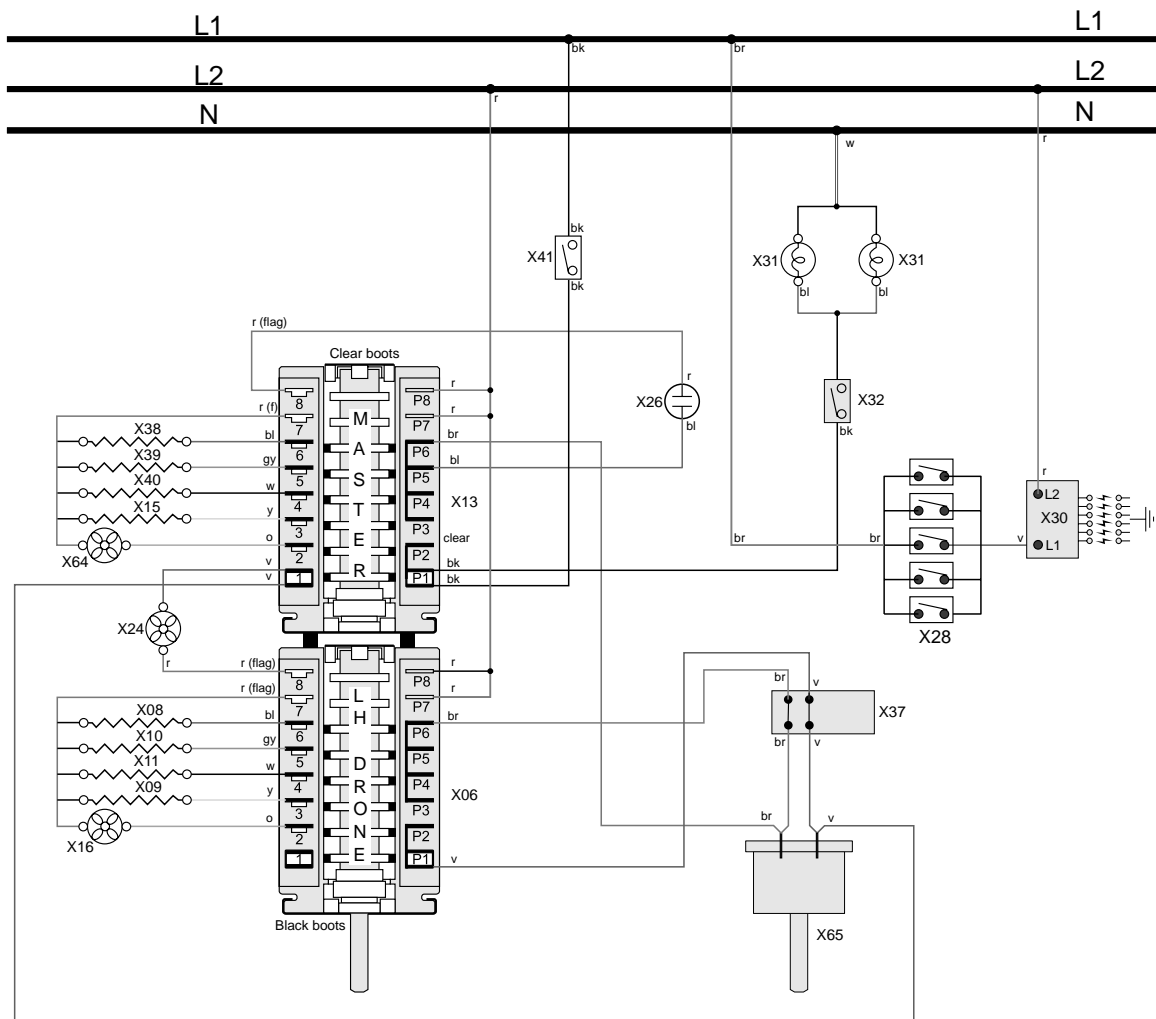 L1 L1
bk br
L2 L2
r
N N
w r
bk
X41 X31 X31
bk bl bl
r (flag)
Clear boots
r
8 P8 r X26 X32
r (f) 7 P7 r bl bk
X38 bl 6 P6 br
X39 gy 5 P5 bl
X40 w 4 P4 X13
X15 y 3 P3
X64 o 2 P2 clear
v 1 P1 bk
v bk
MASTER
r
L2
X30
br br v L1
X28
X24
r r (flag) 8 P8 r
r (flag) 7 P7 r
X08 bl 6 P6 br
X10 gy 5 P5
X11 w 4 P4 X06
X09 y 3 P3
X16 o 2 P2
1 P1 v
LH DRONE
Black boots
br v
X37
br v
br v
X65